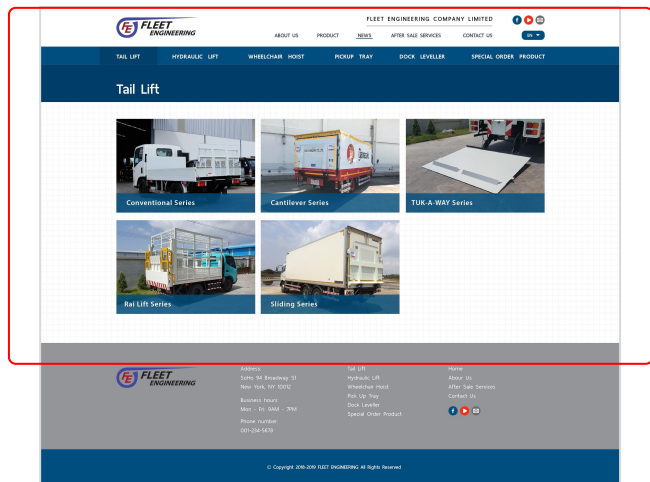 FLEET ENGINEERING COMPANY LIMITED
FE FLEET
ENGINEERING
ABOUT US PRODUCT NEWS AFTER SALE SERVICES CONTACT US EN
TAIL LIFT HYDRAULIC LIFT WHEELCHAIR HOIST PICKUP TRAY DOCK LEVELLER SPECIAL ORDER PRODUCT
Tail Lift
Conventional Series
Cantilever Series
TUK-A-WAY Series
Rai Lift Series
Sliding Series
FE FLEET
ENGINEERING
Address
SoHo 94 Broadway St
New York, NY 10012
Business hours:
Mon - Fri: 9AM - 7PM
Phone number:
001-234-5678
Tail Lift
Hydraulic Lift
Wheelchair Hoist
Pick Up Tray
Dock Leveller
Special Order Product
Home
About Us
After Sale Services
Contact Us
© Copyright 2018-2019 FLEET ENGINEERING All Rights Reserved